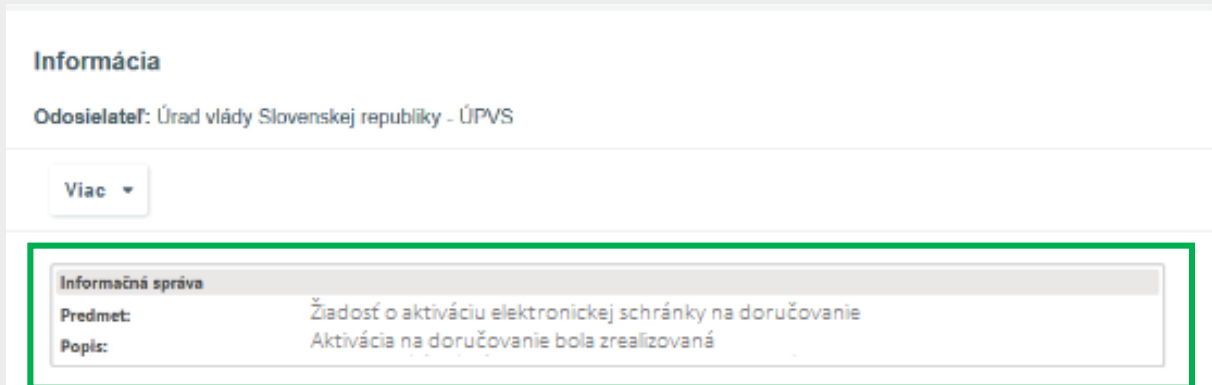 Informácia
Odosielateľ: Úrad vlády Slovenskej republiky - ÚPVS
Viac
Informačná správa
Predmet: Žiadosť o aktiváciu elektronickej schránky na doručovanie
Popis: Aktivácia na doručovanie bola zrealizovaná